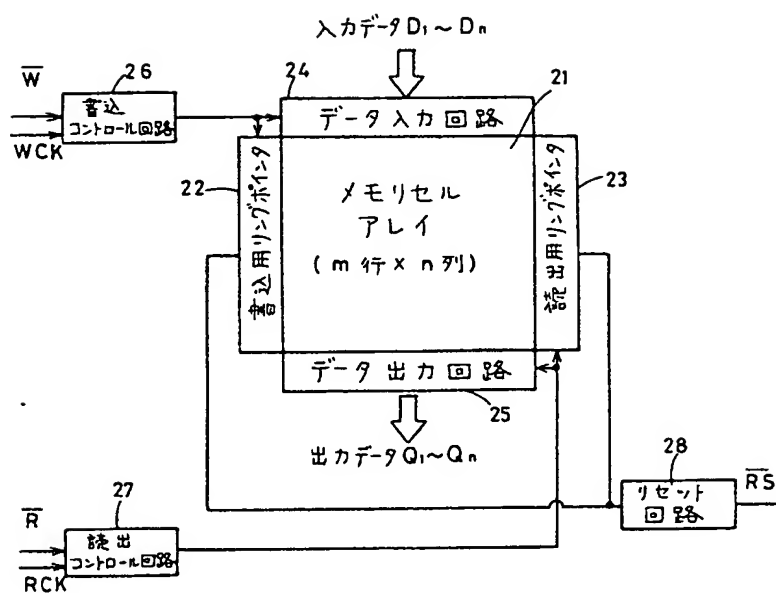 入力データD₁～Dₙ
W̅
26
書込
コントロール回路
WCK
24
データ入力回路
21
22
書込用リングポインタ
メモリセル
アレイ
(m行×n列)
読出用リングポインタ
23
データ出力回路
25
出力データQ₁～Qₙ
28
リセット
回路
R̅S̅
R̅
27
読出
コントロール回路
RCK